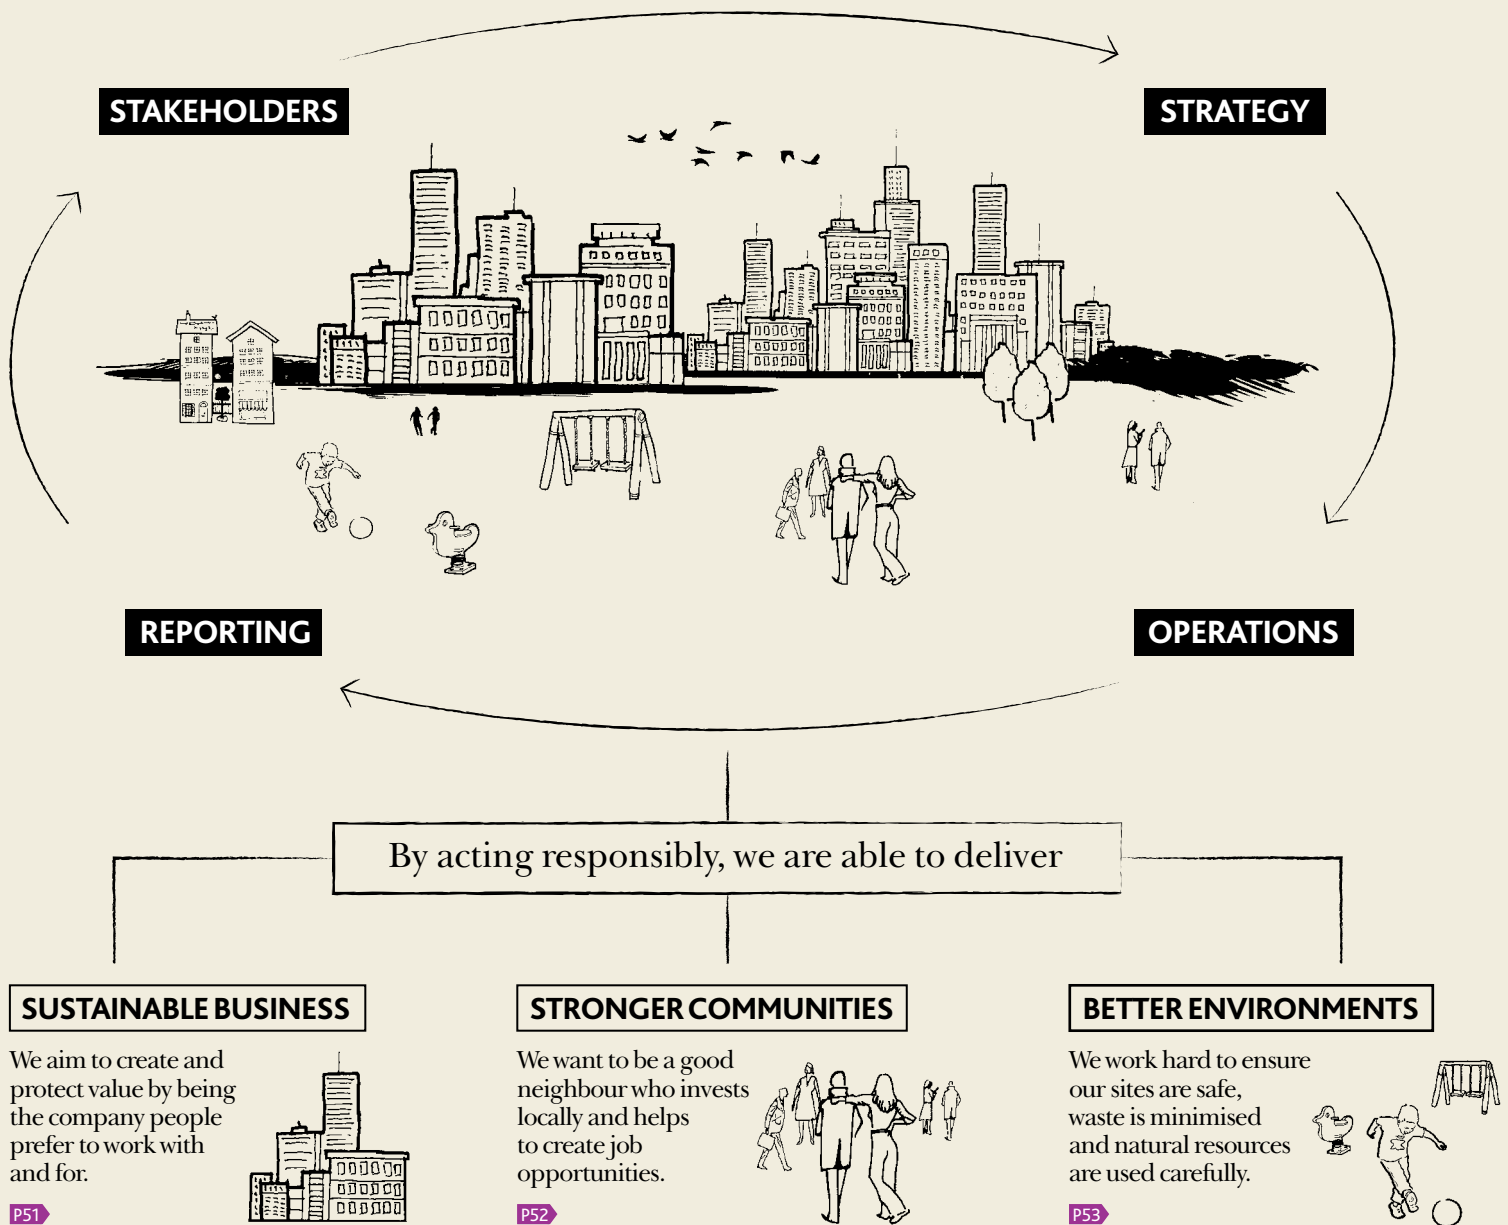 STAKEHOLDERS
STRATEGY
REPORTING
OPERATIONS
By acting responsibly, we are able to deliver
SUSTAINABLE BUSINESS
We aim to create and
protect value by being
the company people
prefer to work with
and for.
P51
STRONGER COMMUNITIES
We want to be a good
neighbour who invests
locally and helps
to create job
opportunities.
P52
BETTER ENVIRONMENTS
We work hard to ensure
our sites are safe,
waste is minimised
and natural resources
are used carefully.
P53